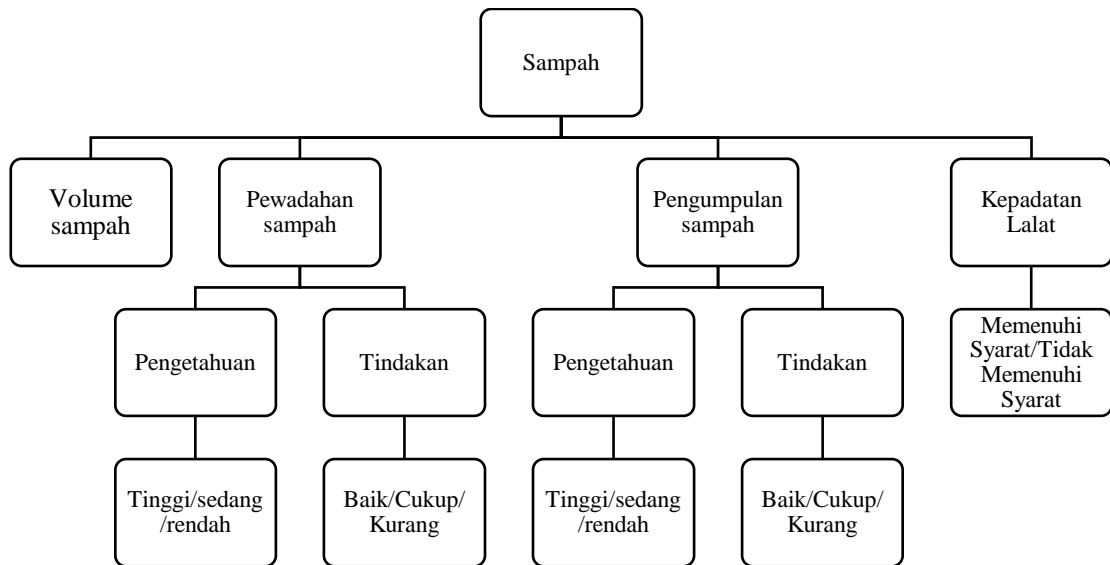 Sampah
Volume
sampah
Pewadahan
sampah
Pengumpulan
sampah
Kepadatan
Lalat
Pengetahuan
Tindakan
Pengetahuan
Tindakan
Memenuhi
Syarat/Tidak
Memenuhi
Syarat
Tinggi/sedang
/rendah
Baik/Cukup/
Kurang
Tinggi/sedang
/rendah
Baik/Cukup/
Kurang